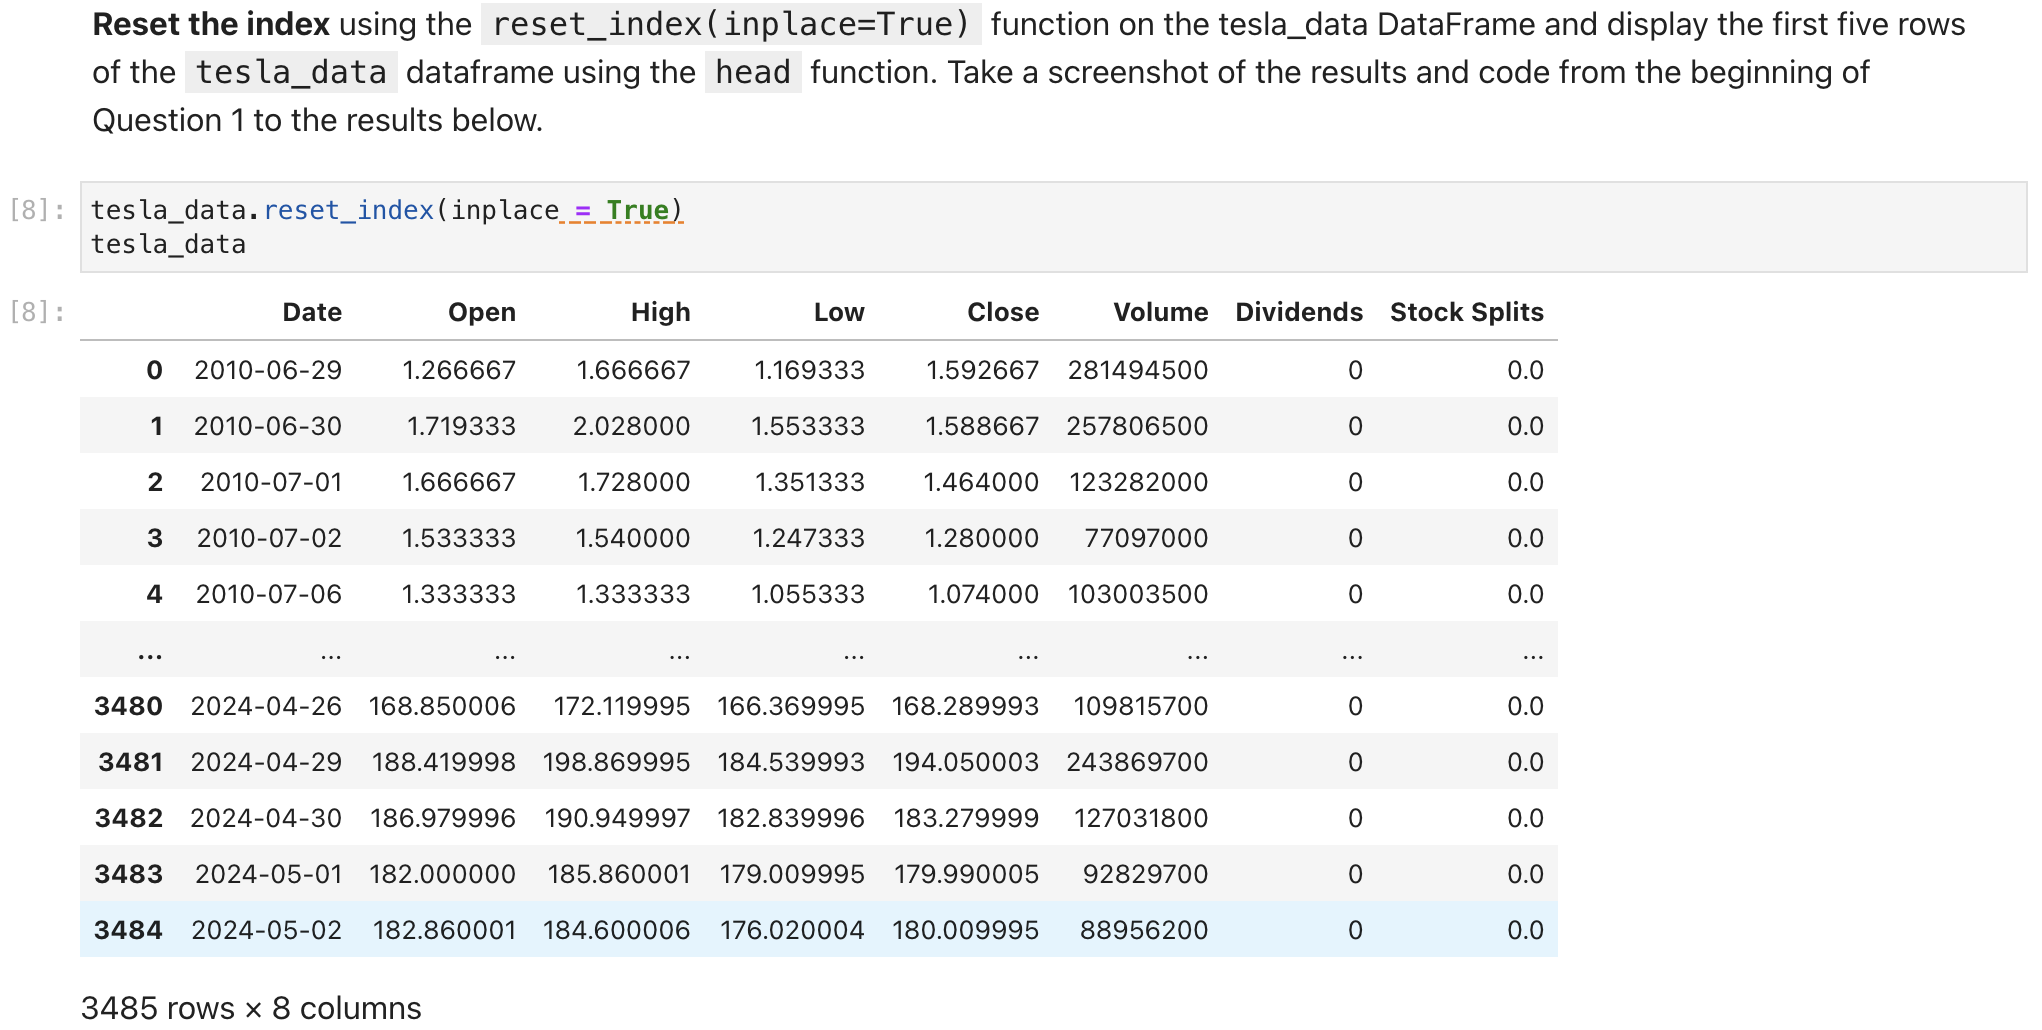 Reset the index using the reset_index(inplace=True) function on the tesla_data DataFrame and display the first five rows
of the tesla_data dataframe using the head function. Take a screenshot of the results and code from the beginning of
Question 1 to the results below.
[8]: tesla_data.reset_index(inplace = True)
tesla_data
[8]: Date Open High Low Close Volume Dividends Stock Splits
0 2010-06-29 1.266667 1.666667 1.169333 1.592667 281494500 0 0.0
1 2010-06-30 1.719333 2.028000 1.553333 1.588667 257806500 0 0.0
2 2010-07-01 1.666667 1.728000 1.351333 1.464000 123282000 0 0.0
3 2010-07-02 1.533333 1.540000 1.247333 1.280000 77097000 0 0.0
4 2010-07-06 1.333333 1.333333 1.055333 1.074000 103003500 0 0.0
... ... ... ... ... ... ... ... ...
3480 2024-04-26 168.850006 172.119995 166.369995 168.289993 109815700 0 0.0
3481 2024-04-29 188.419998 198.869995 184.539993 194.050003 243869700 0 0.0
3482 2024-04-30 186.979996 190.949997 182.839996 183.279999 127031800 0 0.0
3483 2024-05-01 182.000000 185.860001 179.009995 179.990005 92829700 0 0.0
3484 2024-05-02 182.860001 184.600006 176.020004 180.009995 88956200 0 0.0
3485 rows × 8 columns